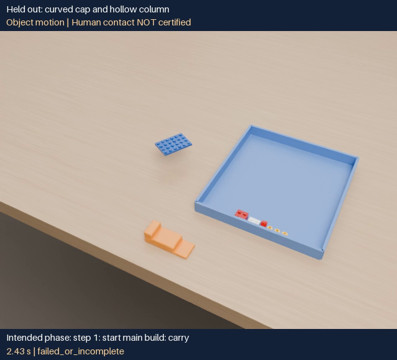 Held out: curved cap and hollow column
Object motion | Human contact NOT certified
Intended phase: step 1: start main build: carry
2.43 s | failed_or_incomplete